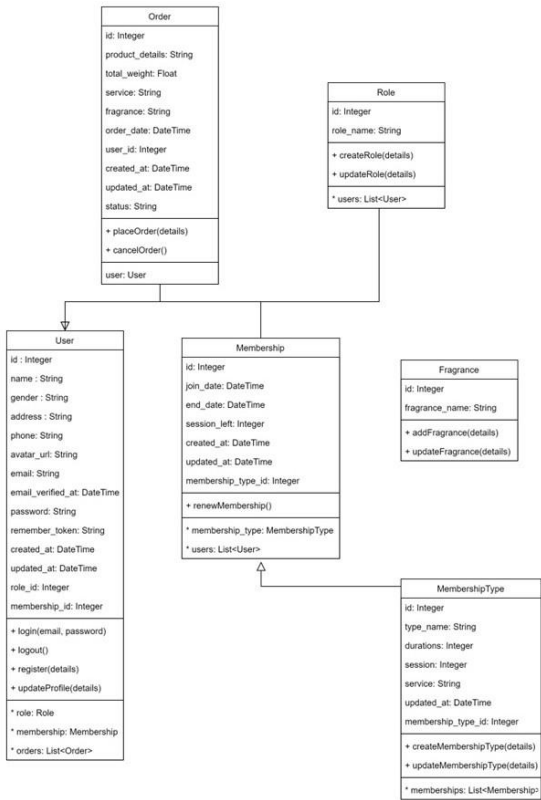 Order
id: Integer
product_details: String
total_weight: Float
service: String
fragrance: String
order_date: DateTime
user_id: Integer
created_at: DateTime
updated_at: DateTime
status: String
+ placeOrder(details)
+ cancelOrder()
user: User
Role
id: Integer
role_name: String
+ createRole(details)
+ updateRole(details)
* users: List<User>
User
id : Integer
name : String
gender : String
address : String
phone: String
avatar_url: String
email: String
email_verified_at: DateTime
password: String
remember_token: String
created_at: DateTime
updated_at: DateTime
role_id: Integer
membership_id: Integer
+ login(email, password)
+ logout()
+ register(details)
+ updateProfile(details)
* role: Role
* membership: Membership
* orders: List<Order>
Membership
id: Integer
join_date: DateTime
end_date: DateTime
session_left: Integer
created_at: DateTime
updated_at: DateTime
membership_type_id: Integer
+ renewMembership()
* membership_type: MembershipType
* users: List<User>
Fragrance
id: Integer
fragrance_name: String
+ addFragrance(details)
+ updateFragrance(details)
MembershipType
id: Integer
type_name: String
durations: Integer
session: Integer
service: String
updated_at: DateTime
membership_type_id: Integer
+ createMembershipType(details)
+ updateMembershipType(details)
* memberships: List<Membership>